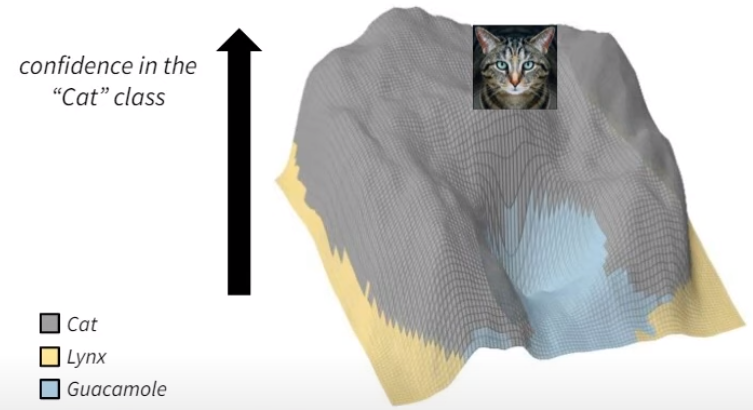 confidence in the
“Cat” class
Cat
Lynx
Guacamole